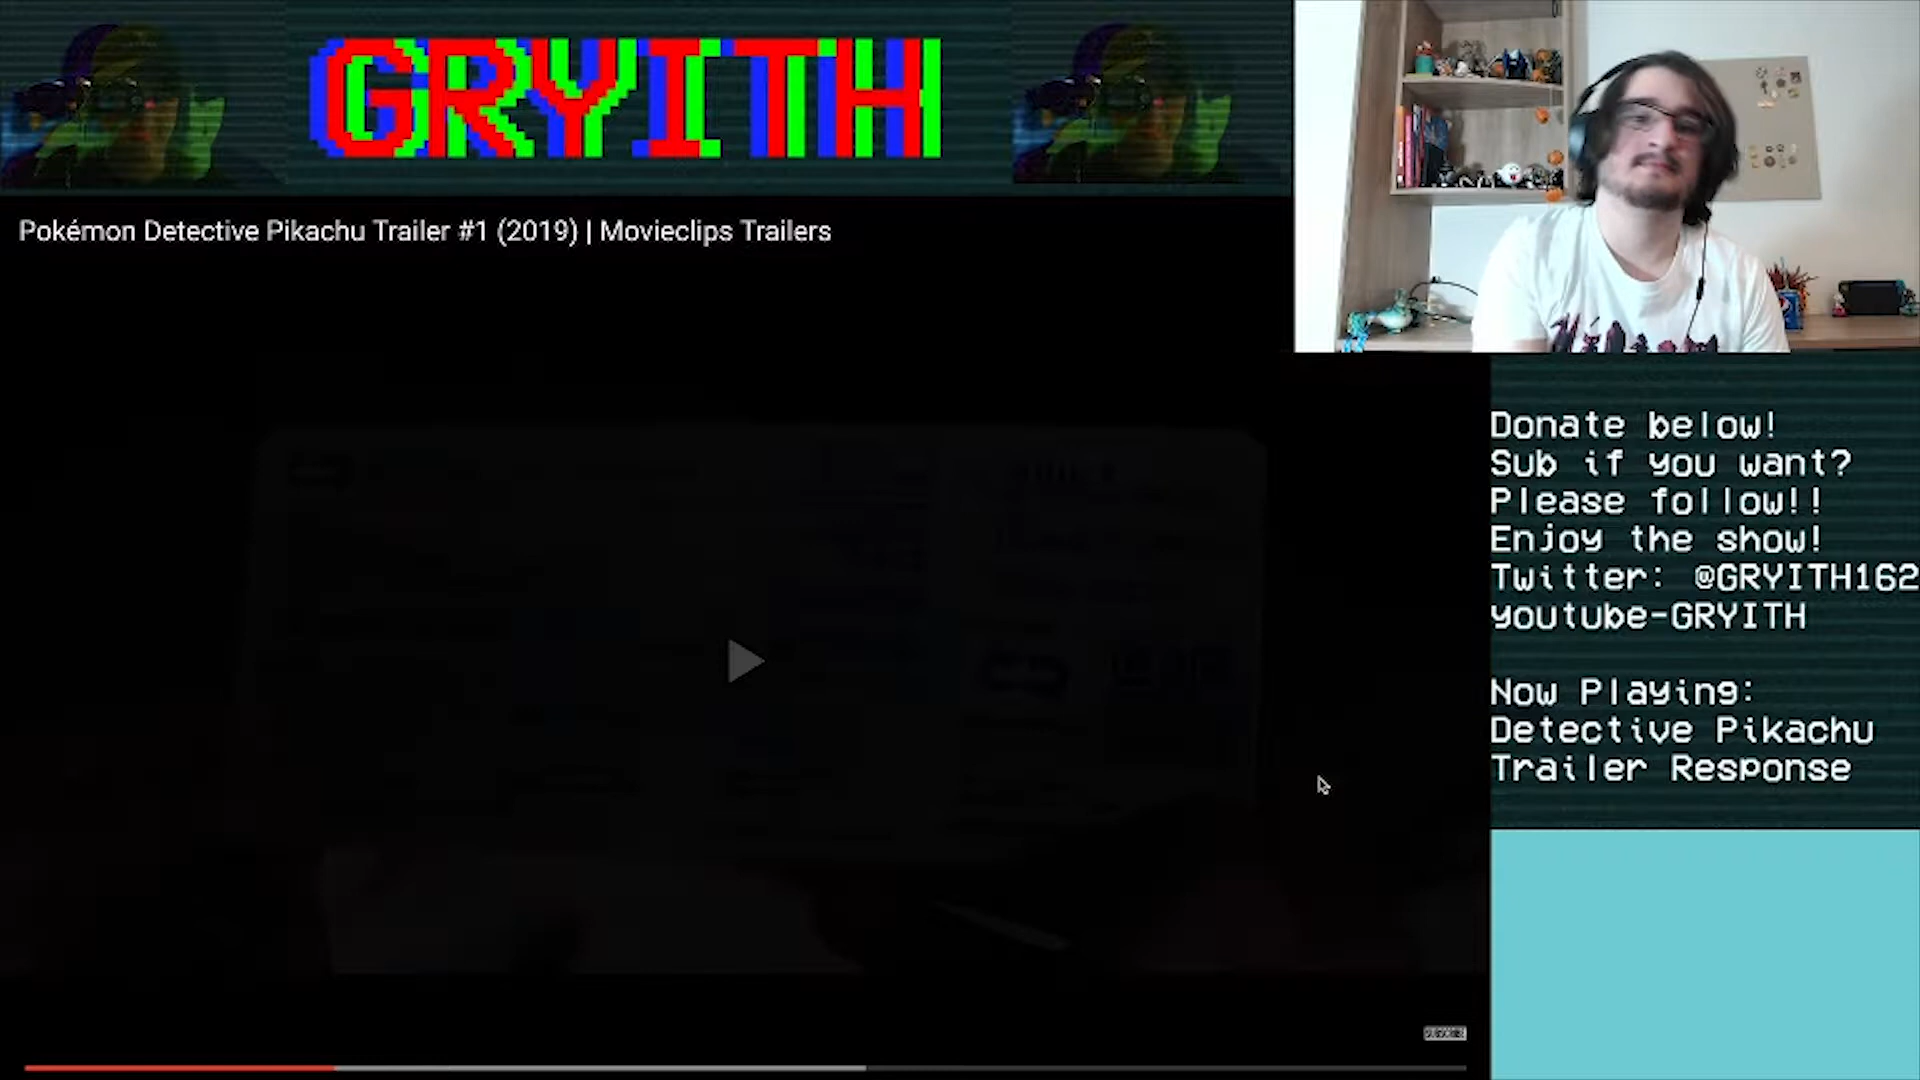 GRYITH
Pokémon Detective Pikachu Trailer #1 (2019) | Movieclips Trailers
Donate below!
Sub if you want?
Please follow!!
Enjoy the show!
Twitter: @GRYITH162
youtube-GRYITH
Now Playing:
Detective Pikachu
Trailer Response
SUBSCRIBE